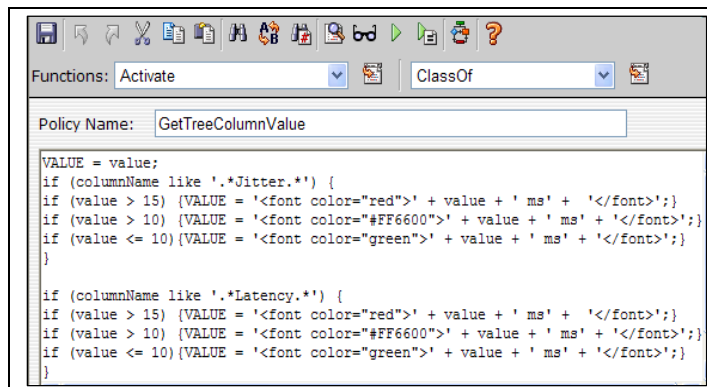 Functions: Activate ClassOf
Policy Name: GetTreeColumnValue
VALUE = value;
if (columnName like '.*Jitter.*') {
if (value > 15) {VALUE = '<font color="red">' + value + ' ms' + '</font>';}
if (value > 10) {VALUE = '<font color="#FF6600">' + value + ' ms' + '</font>';}
if (value <= 10){VALUE = '<font color="green">' + value + ' ms' + '</font>';}
}
if (columnName like '.*Latency.*') {
if (value > 15) {VALUE = '<font color="red">' + value + ' ms' + '</font>';}
if (value > 10) {VALUE = '<font color="#FF6600">' + value + ' ms' + '</font>';}
if (value <= 10){VALUE = '<font color="green">' + value + ' ms' + '</font>';}
}